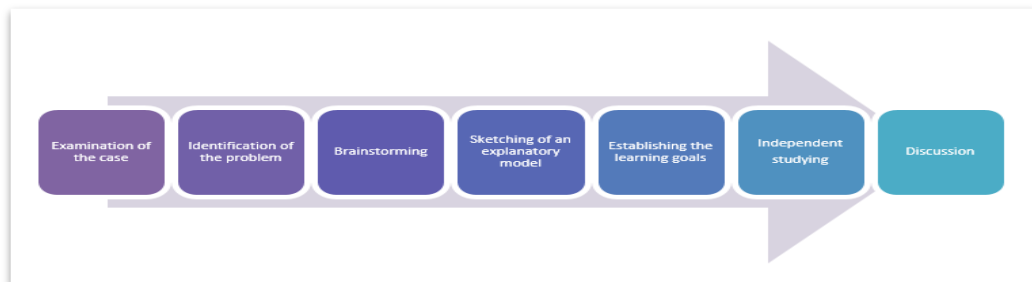 Examination of
the case
Identification of
the problem
Brainstorming
Sketching of an
explanatory
model
Establishing the
learning goals
Independent
studying
Discussion